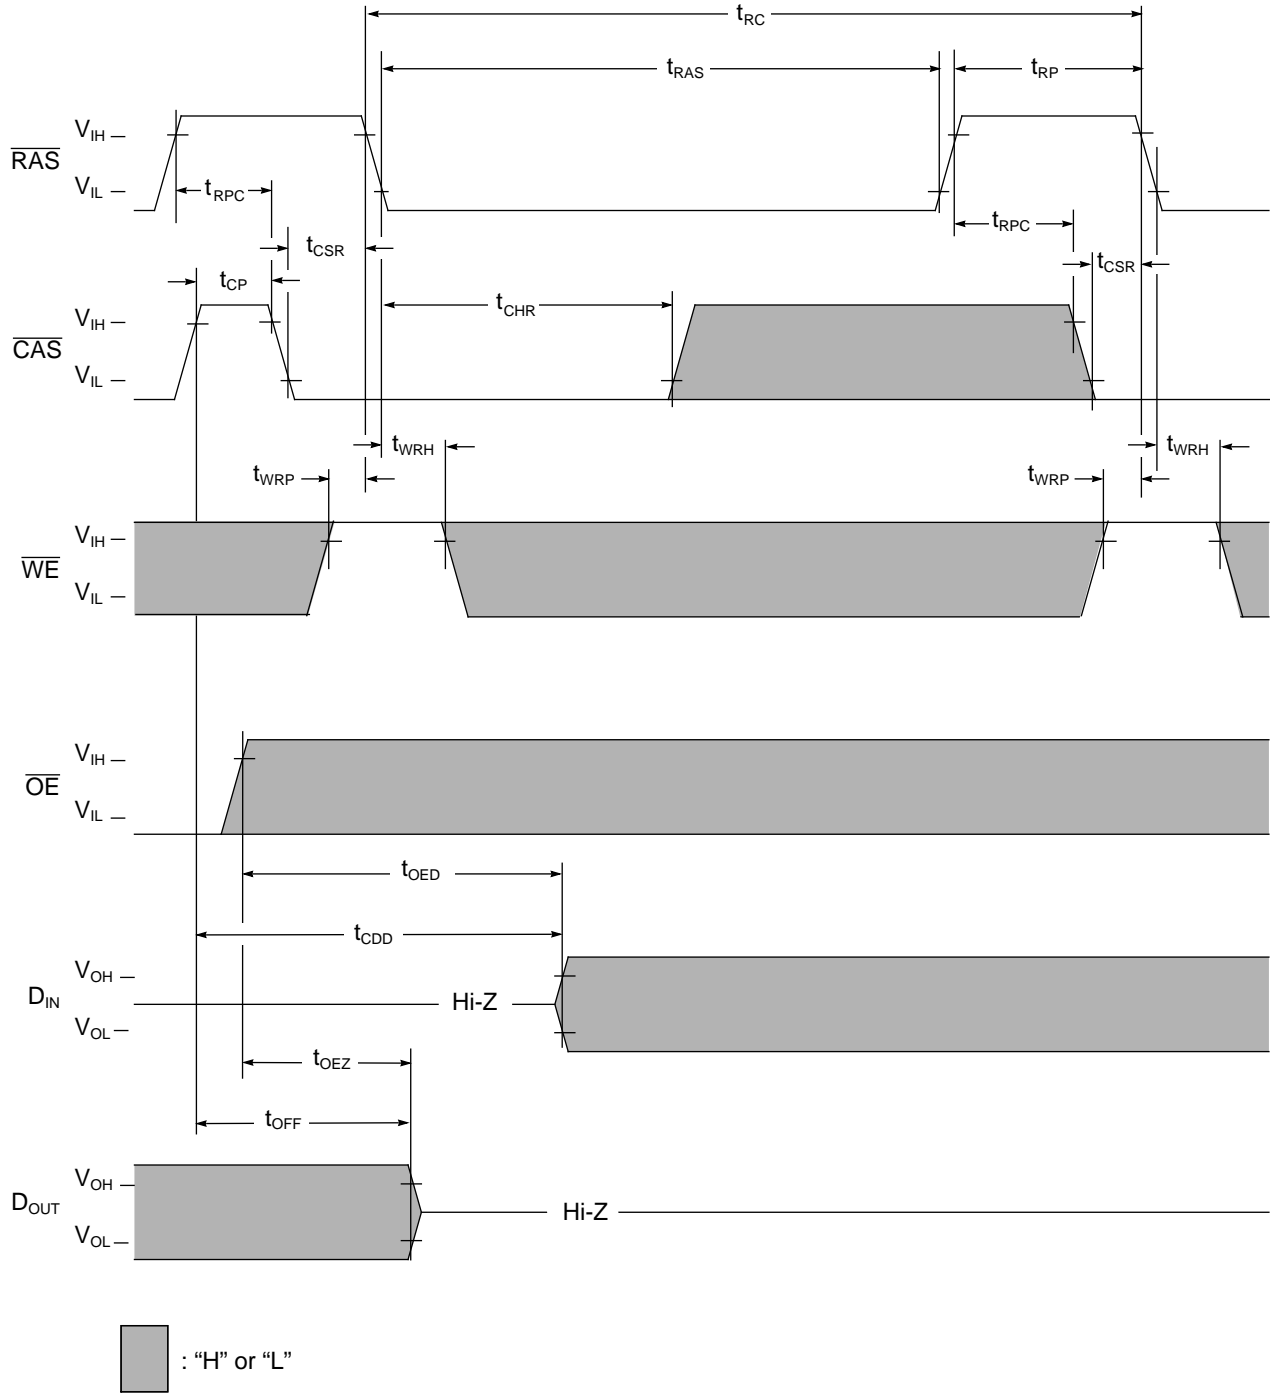 tRC
tRAS
tRP
VIH
RAS
VIL
tRPC
tRPC
tCSR
tCSR
tCP
tCHR
VIH
CAS
VIL
tWRH
tWRH
tWRP
tWRP
VIH
WE
VIL
VIH
OE
VIL
tOED
tCDD
VOH
DIN
Hi-Z
VOL
tOEZ
tOFF
VOH
DOUT
Hi-Z
VOL
: “H” or “L”